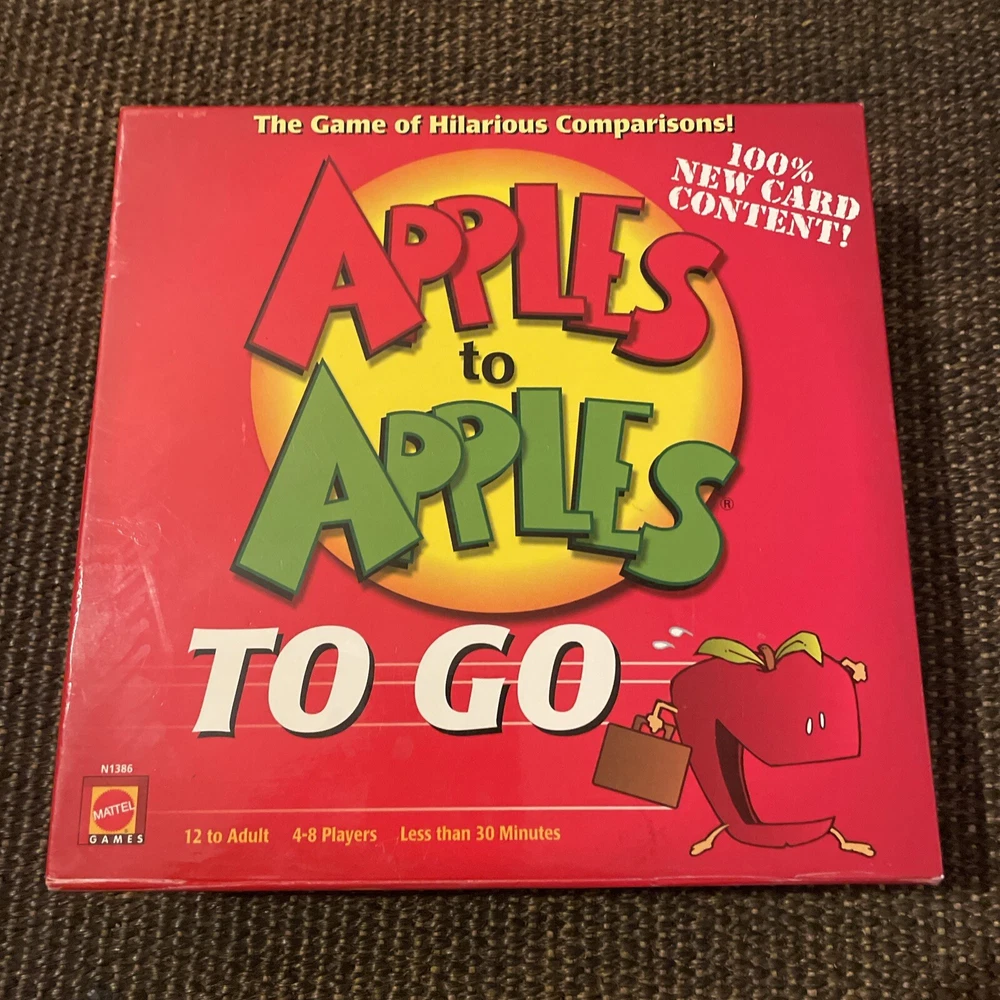 The Game of Hilarious Comparisons!
100%
NEW CARD
CONTENT!
APPLES
to
APPLES®
TO GO
N1386
MATTEL
GAMES
12 to Adult 4-8 Players Less than 30 Minutes